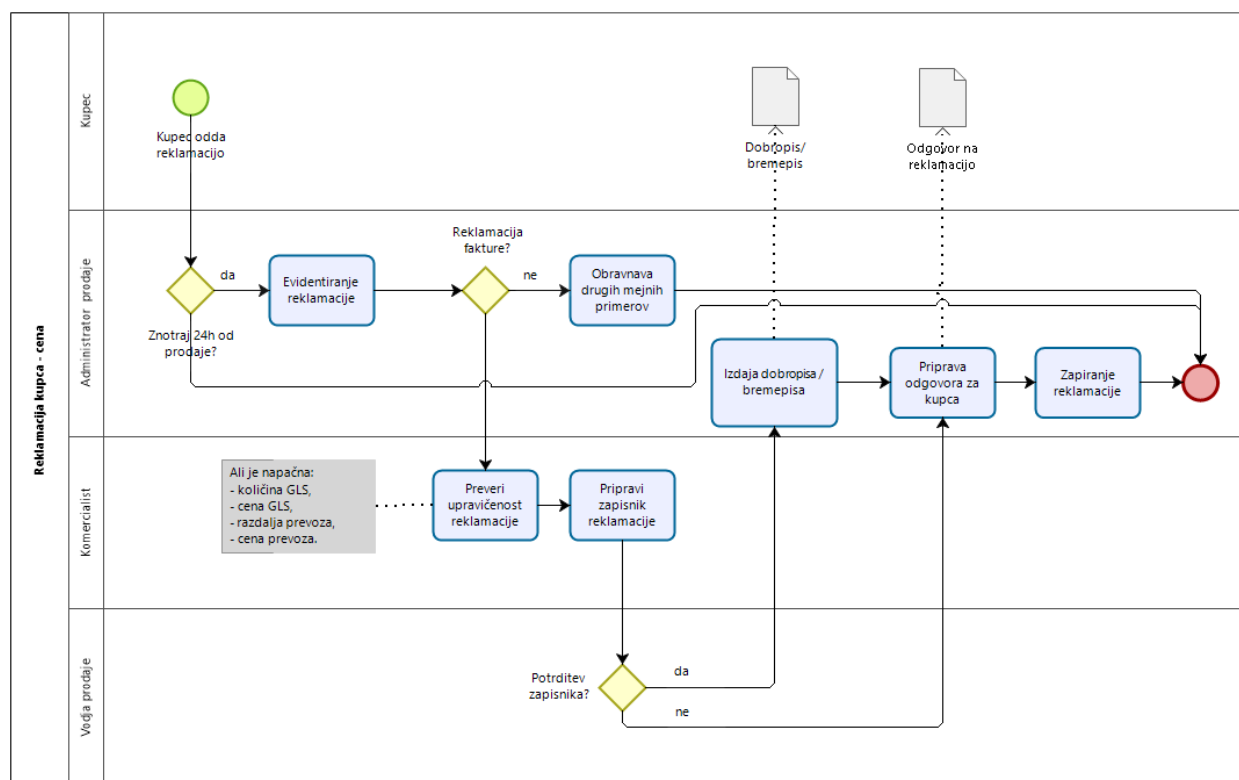 Reklamacija kupca - cena
Kupec
Kupec odda
reklamacijo
Dobropis/
bremepis
Odgovor na
reklamacijo
Administrator prodaje
Znotraj 24h od
prodaje?
da
Evidentiranje
reklamacije
Reklamacija
fakture?
ne
Obravnava
drugih mejnih
primerov
Izdaja dobropisa /
bremepisa
Priprava
odgovora za
kupca
Zapiranje
reklamacije
Komercialist
Ali je napačna:
- količina GLS,
- cena GLS,
- razdalja prevoza,
- cena prevoza.
Preveri
upravičenost
reklamacije
Pripravi
zapisnik
reklamacije
Vodja prodaje
Potrditev
zapisnika?
da
ne